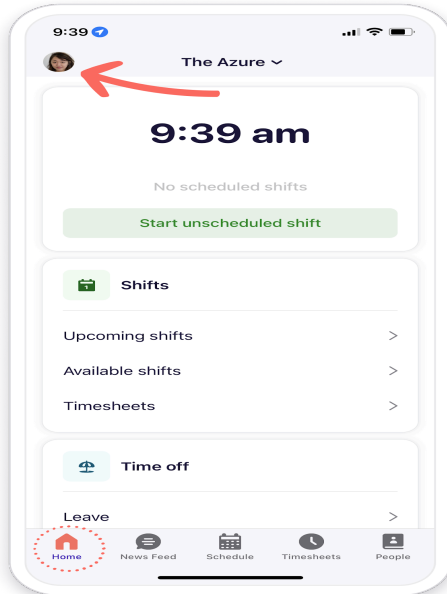 9:39
The Azure
9:39 am
No scheduled shifts
Start unscheduled shift
1
Shifts
Upcoming shifts >
Available shifts >
Timesheets >
Time off
Leave >
Home News Feed Schedule Timesheets People